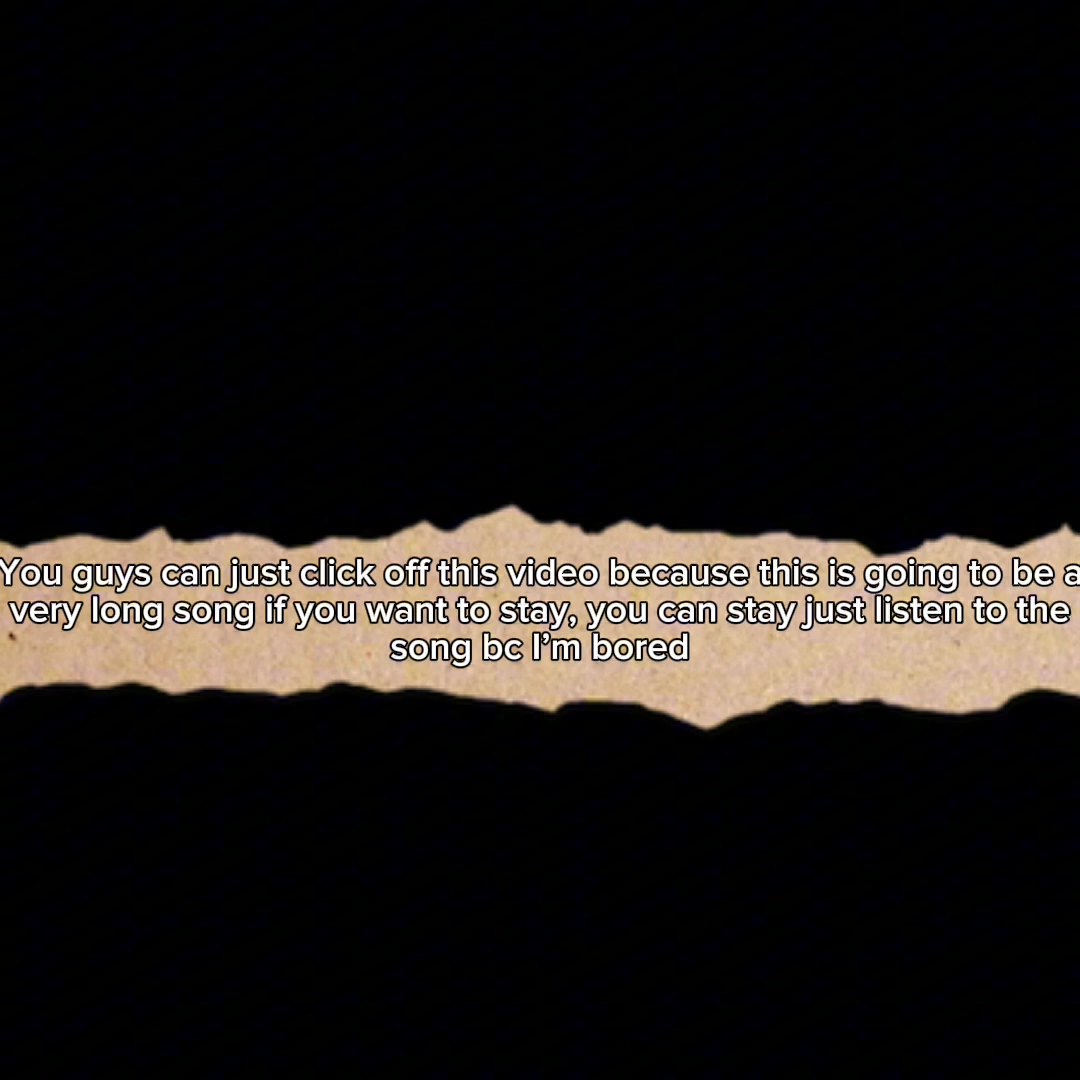 You guys can just click off this video because this is going to be a
very long song if you want to stay, you can stay just listen to the
song bc I’m bored